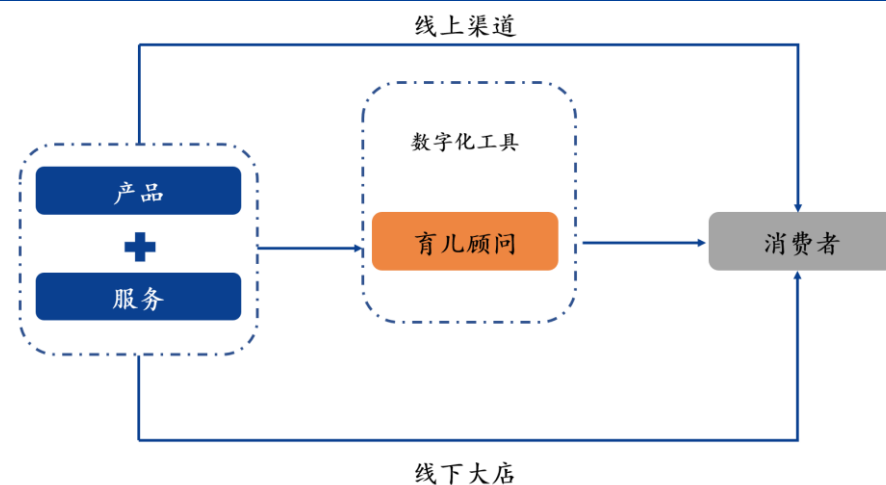 线上渠道
数字化工具
产品
育儿顾问
消费者
服务
线下大店